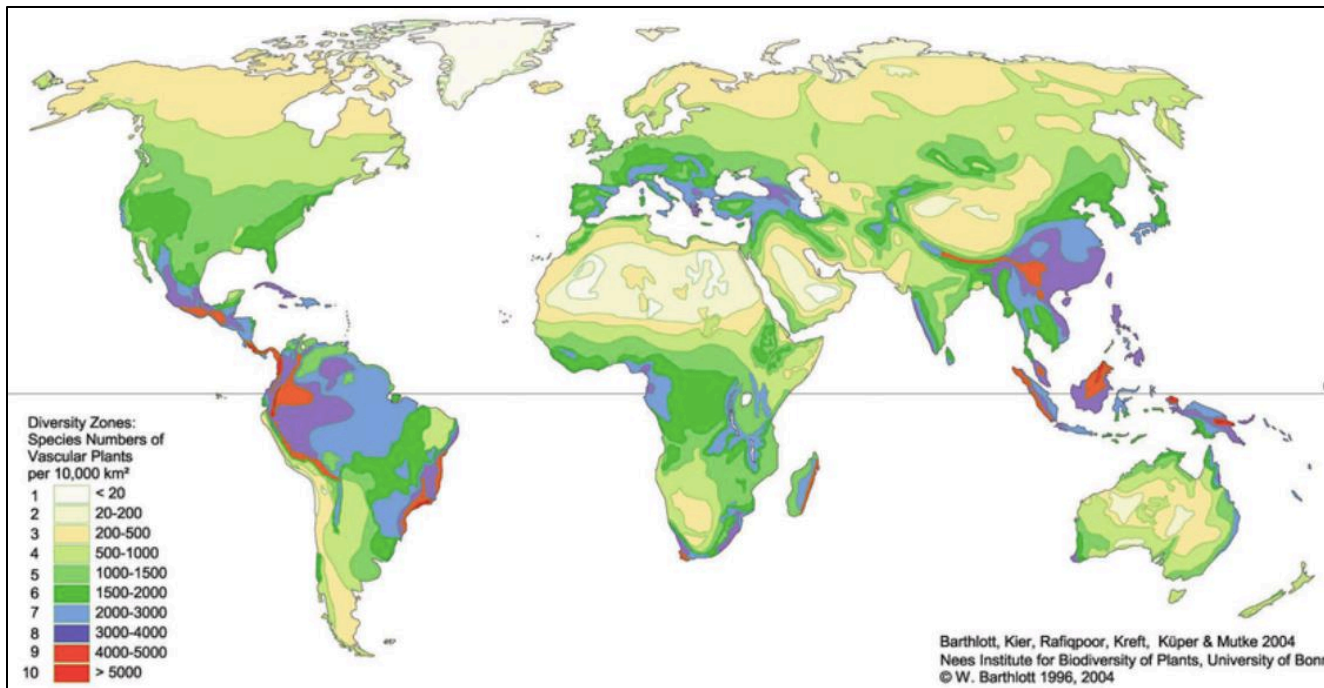 Diversity Zones:
Species Numbers of
Vascular Plants
per 10,000 km²
1 < 20
2 20-200
3 200-500
4 500-1000
5 1000-1500
6 1500-2000
7 2000-3000
8 3000-4000
9 4000-5000
10 > 5000
Barthlott, Kier, Rafiqpoor, Kreft, Küper & Mutke 2004
Nees Institute for Biodiversity of Plants, University of Bonn
© W. Barthlott 1996, 2004